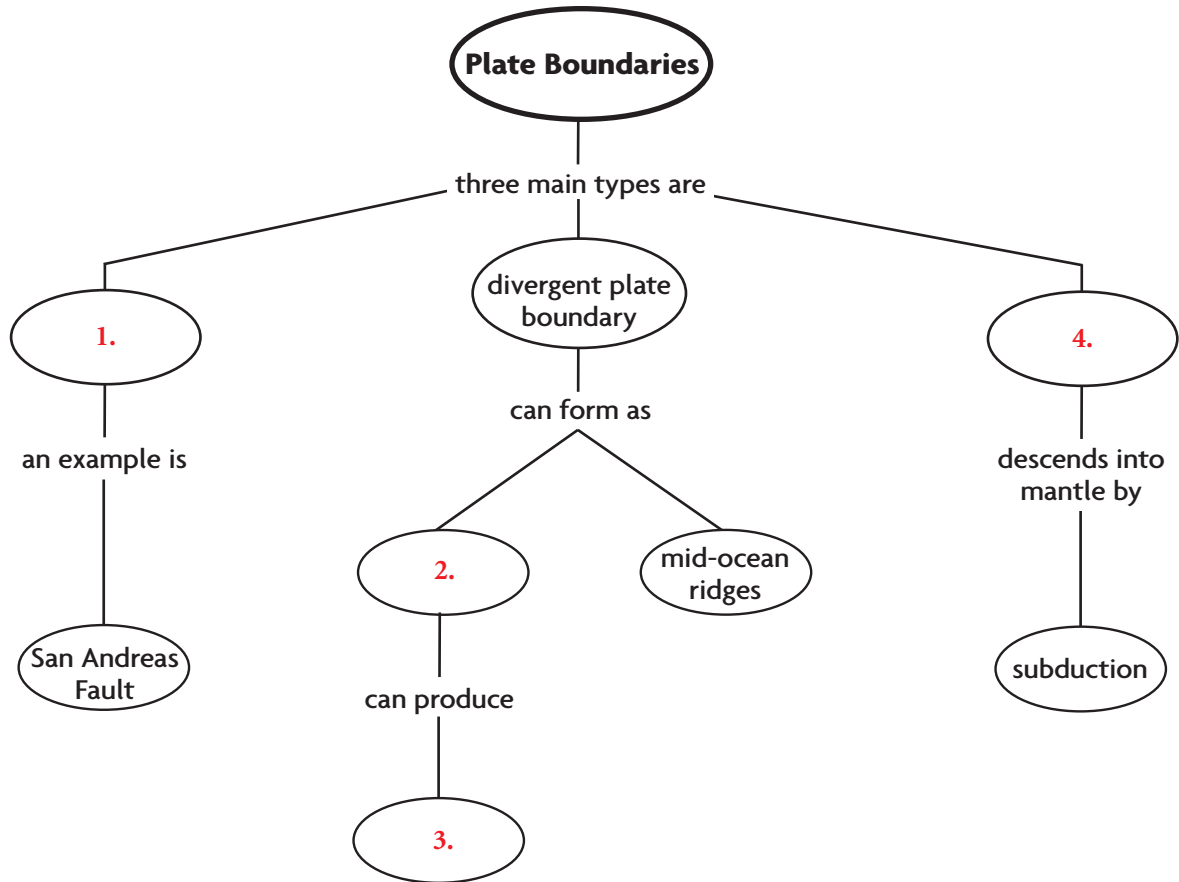 Plate Boundaries
three main types are
divergent plate
boundary
1.
4.
can form as
an example is
descends into
mantle by
2.
mid-ocean
ridges
San Andreas
Fault
subduction
can produce
3.